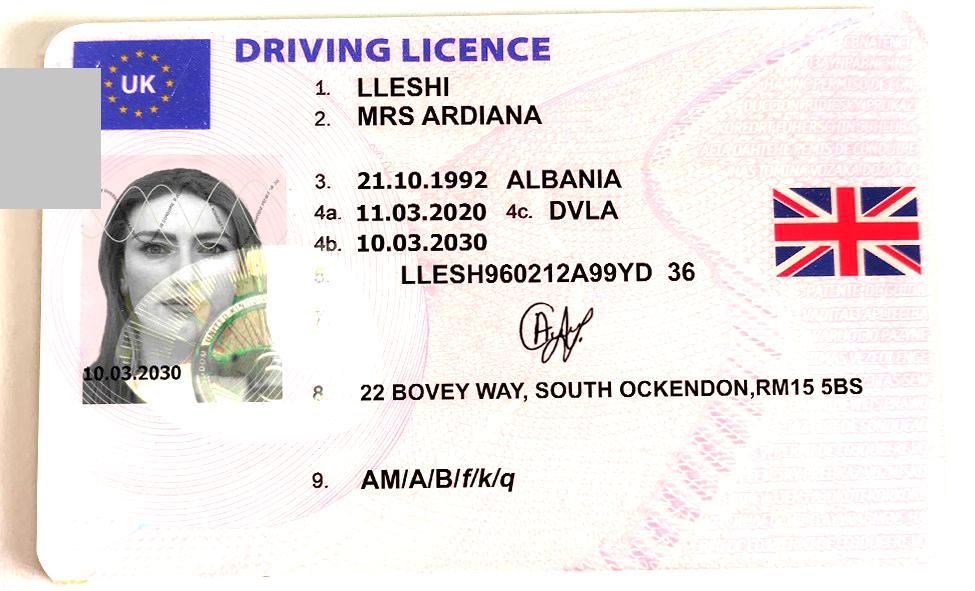 UK
DRIVING LICENCE
1. LLESHI
2. MRS ARDIANA
3. 21.10.1992 ALBANIA
4a. 11.03.2020 4c. DVLA
4b. 10.03.2030
5. LLESH960212A99YD 36
7
10.03.2030
8 22 BOVEY WAY, SOUTH OCKENDON,RM15 5BS
9. AM/A/B/f/k/q